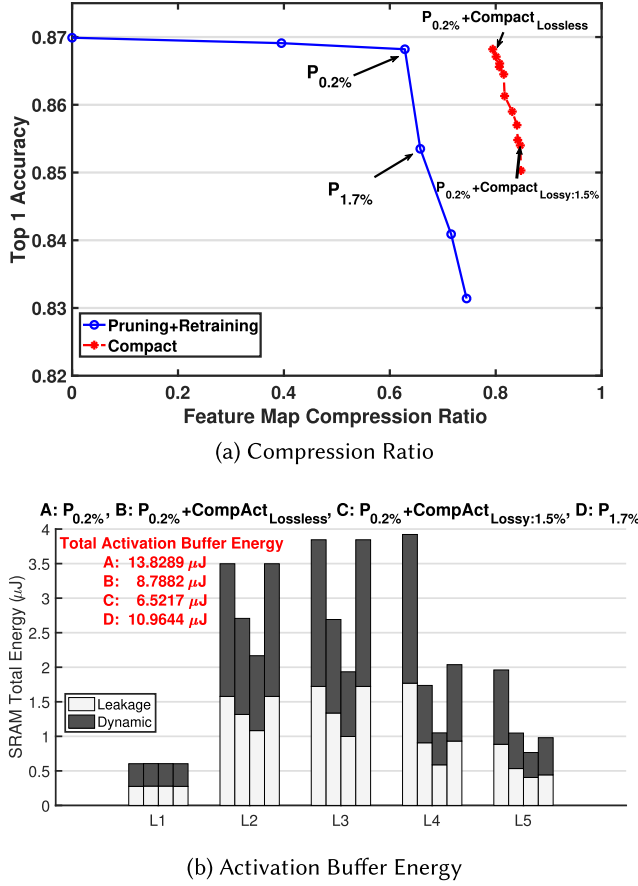 0.87
0.86
0.85
0.84
0.83
0.82
Top 1 Accuracy
P0.2%+CompactLossless
P0.2%
P1.7%
P0.2%+CompactLossy:1.5%
Pruning+Retraining
Compact
0 0.2 0.4 0.6 0.8 1
Feature Map Compression Ratio
(a) Compression Ratio
A: P0.2%, B: P0.2%+CompActLossless, C: P0.2%+CompActLossy:1.5%, D: P1.7%
Total Activation Buffer Energy
A: 13.8289 μJ
B: 8.7882 μJ
C: 6.5217 μJ
D: 10.9644 μJ
4
3.5
3
2.5
2
1.5
1
0.5
0
SRAM Total Energy (μJ)
Leakage
Dynamic
L1 L2 L3 L4 L5
(b) Activation Buffer Energy